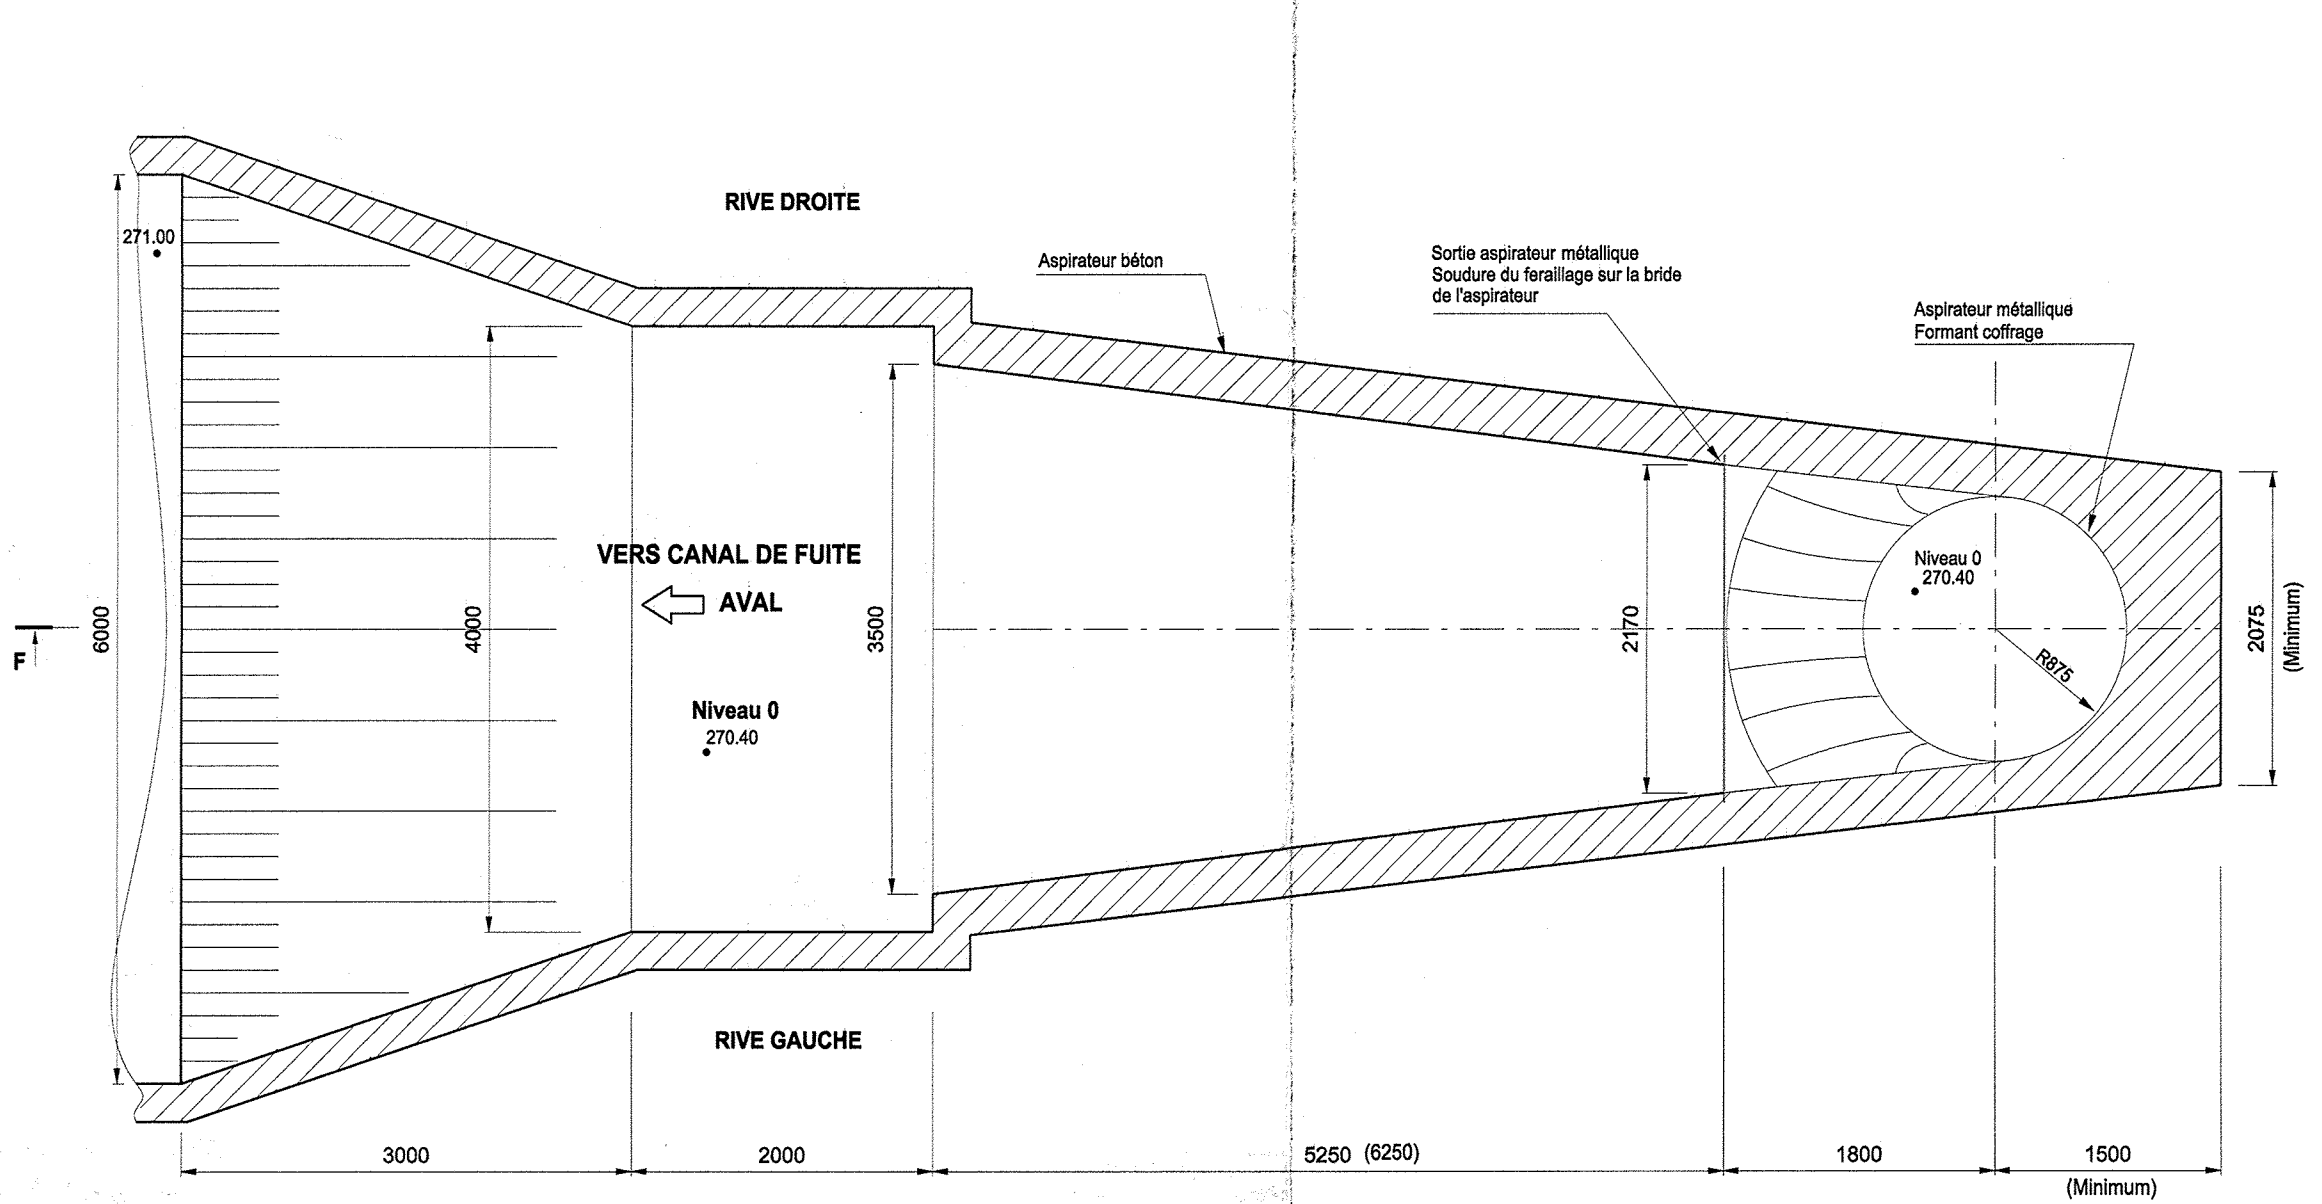 RIVE DROITE
271.00
Aspirateur béton
Sortie aspirateur métallique
Soudure du feraillage sur la bride
de l'aspirateur
Aspirateur métallique
Formant coffrage
VERS CANAL DE FUITE
AVAL
Niveau 0
270.40
6000
4000
3500
2170
2075
(Minimum)
F
R875
Niveau 0
270.40
RIVE GAUCHE
3000
2000
5250 (6250)
1800
1500
(Minimum)